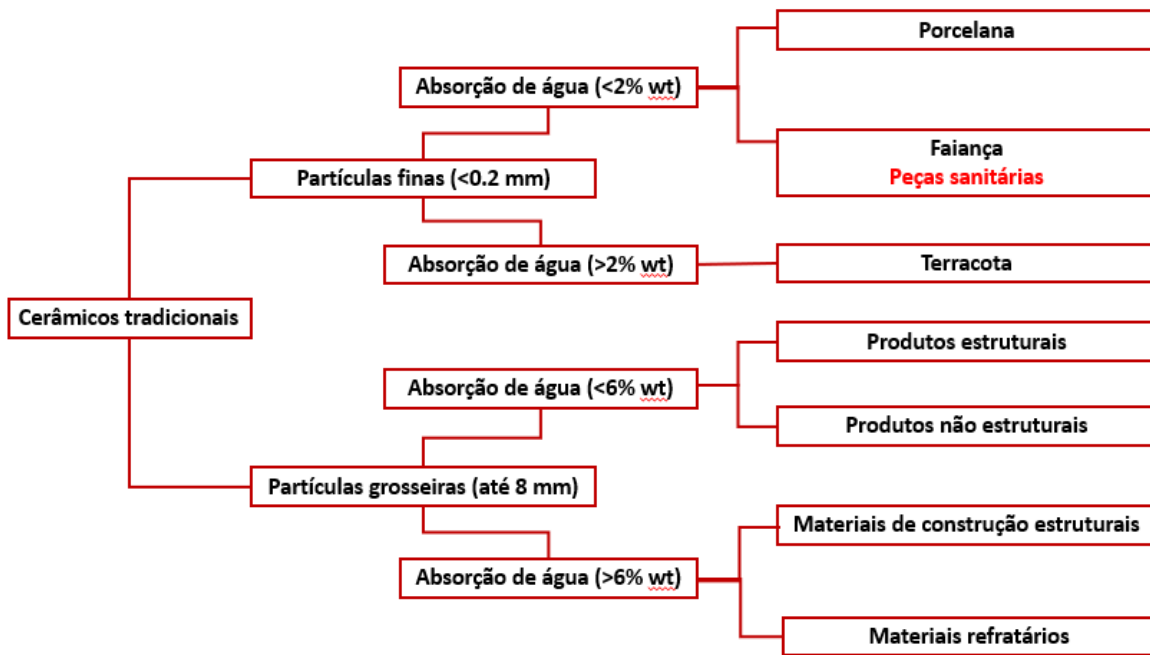 Porcelana
Absorção de água (<2% wt)
Faiança
Peças sanitárias
Partículas finas (<0.2 mm)
Absorção de água (>2% wt)
Terracota
Cerâmicos tradicionais
Produtos estruturais
Absorção de água (<6% wt)
Produtos não estruturais
Partículas grosseiras (até 8 mm)
Materiais de construção estruturais
Absorção de água (>6% wt)
Materiais refratários